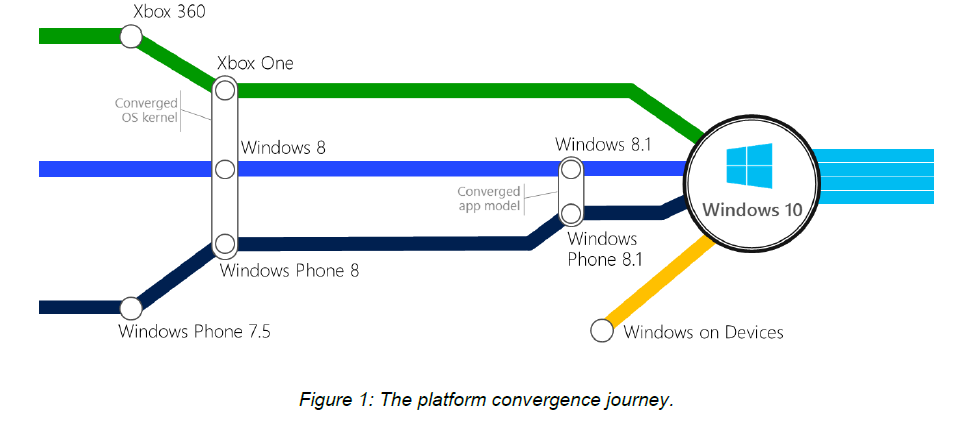 Xbox 360
Xbox One
Converged
OS kernel
Windows 8
Windows 8.1
Converged
app model
Windows 10
Windows
Phone 8.1
Windows Phone 8
Windows Phone 7.5
Windows on Devices
Figure 1: The platform convergence journey.